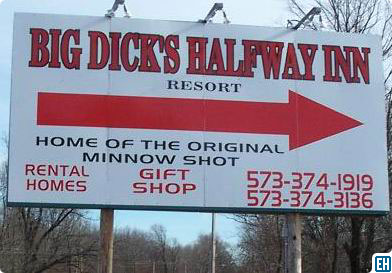 BIG DICK'S HALFWAY INN
RESORT
HOME OF THE ORIGINAL
MINNOW SHOT
RENTAL
HOMES
GIFT
SHOP
573-374-1919
573-374-3136
EH